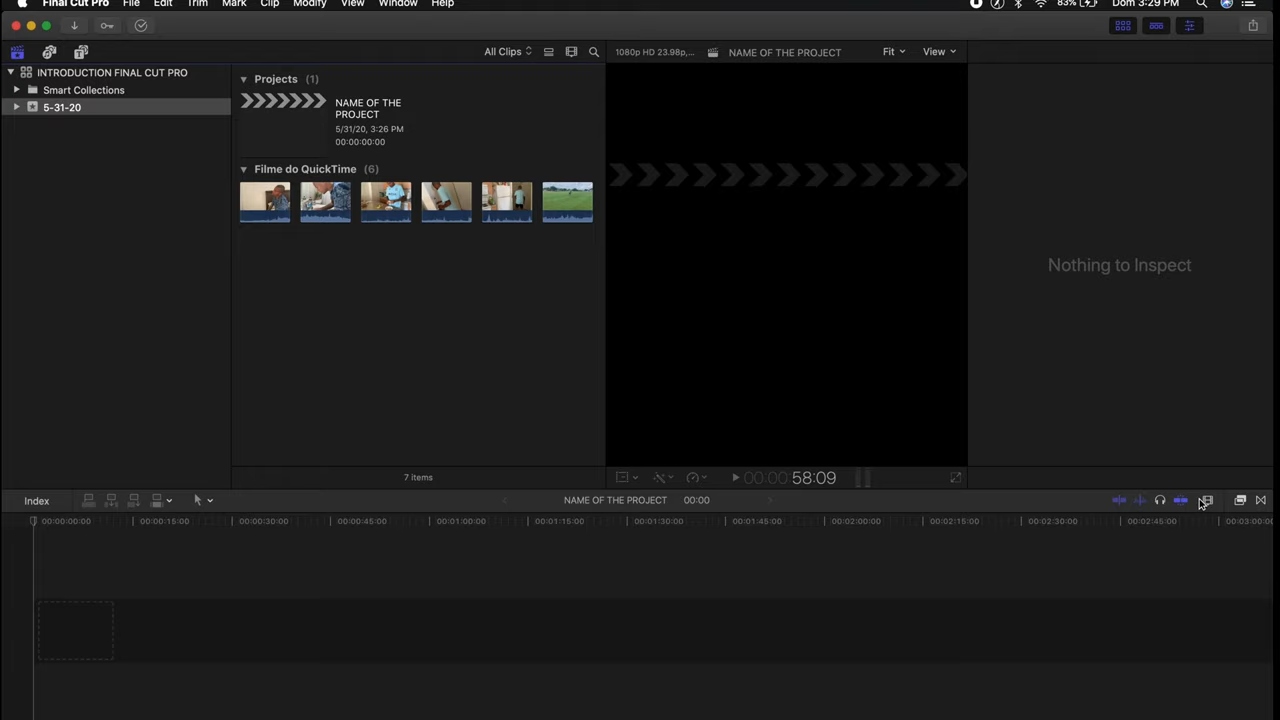 Final Cut Pro File Edit Trim Mark Clip Modify View Window Help 83% Dom 3:29 PM
All Clips 1080p HD 23.98p,... NAME OF THE PROJECT Fit View
INTRODUCTION FINAL CUT PRO
Smart Collections
5-31-20
Projects (1)
NAME OF THE
PROJECT
5/31/20, 3:26 PM
00:00:00:00
Filme do QuickTime (6)
Nothing to Inspect
7 items
00:00:00 58:09
Index NAME OF THE PROJECT 00:00
00:00:00:00 00:00:15:00 00:00:30:00 00:00:45:00 00:01:00:00 00:01:15:00 00:01:30:00 00:01:45:00 00:02:00:00 00:02:15:00 00:02:30:00 00:02:45:00 00:03:00:00